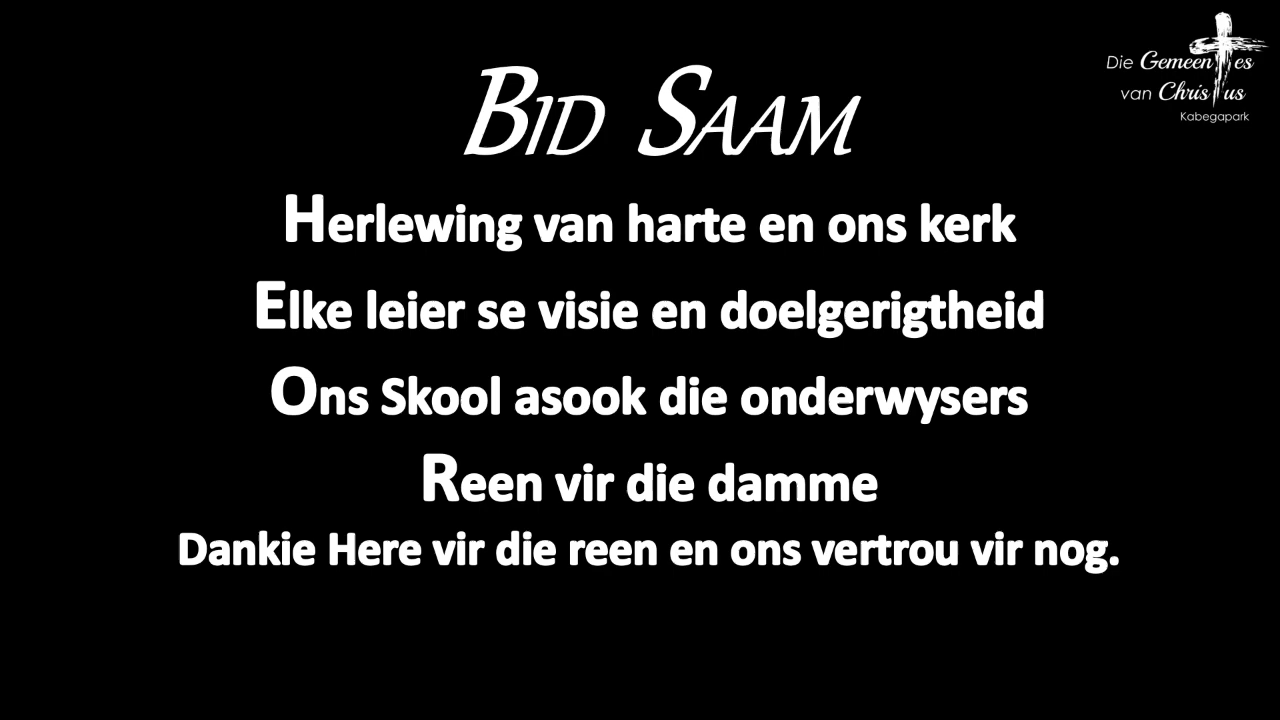 Die Gemeentes
van Christus
Kabegapark
BID SAAM
Herlewing van harte en ons kerk
Elke leier se visie en doelgerigtheid
Ons Skool asook die onderwysers
Reen vir die damme
Dankie Here vir die reen en ons vertrou vir nog.